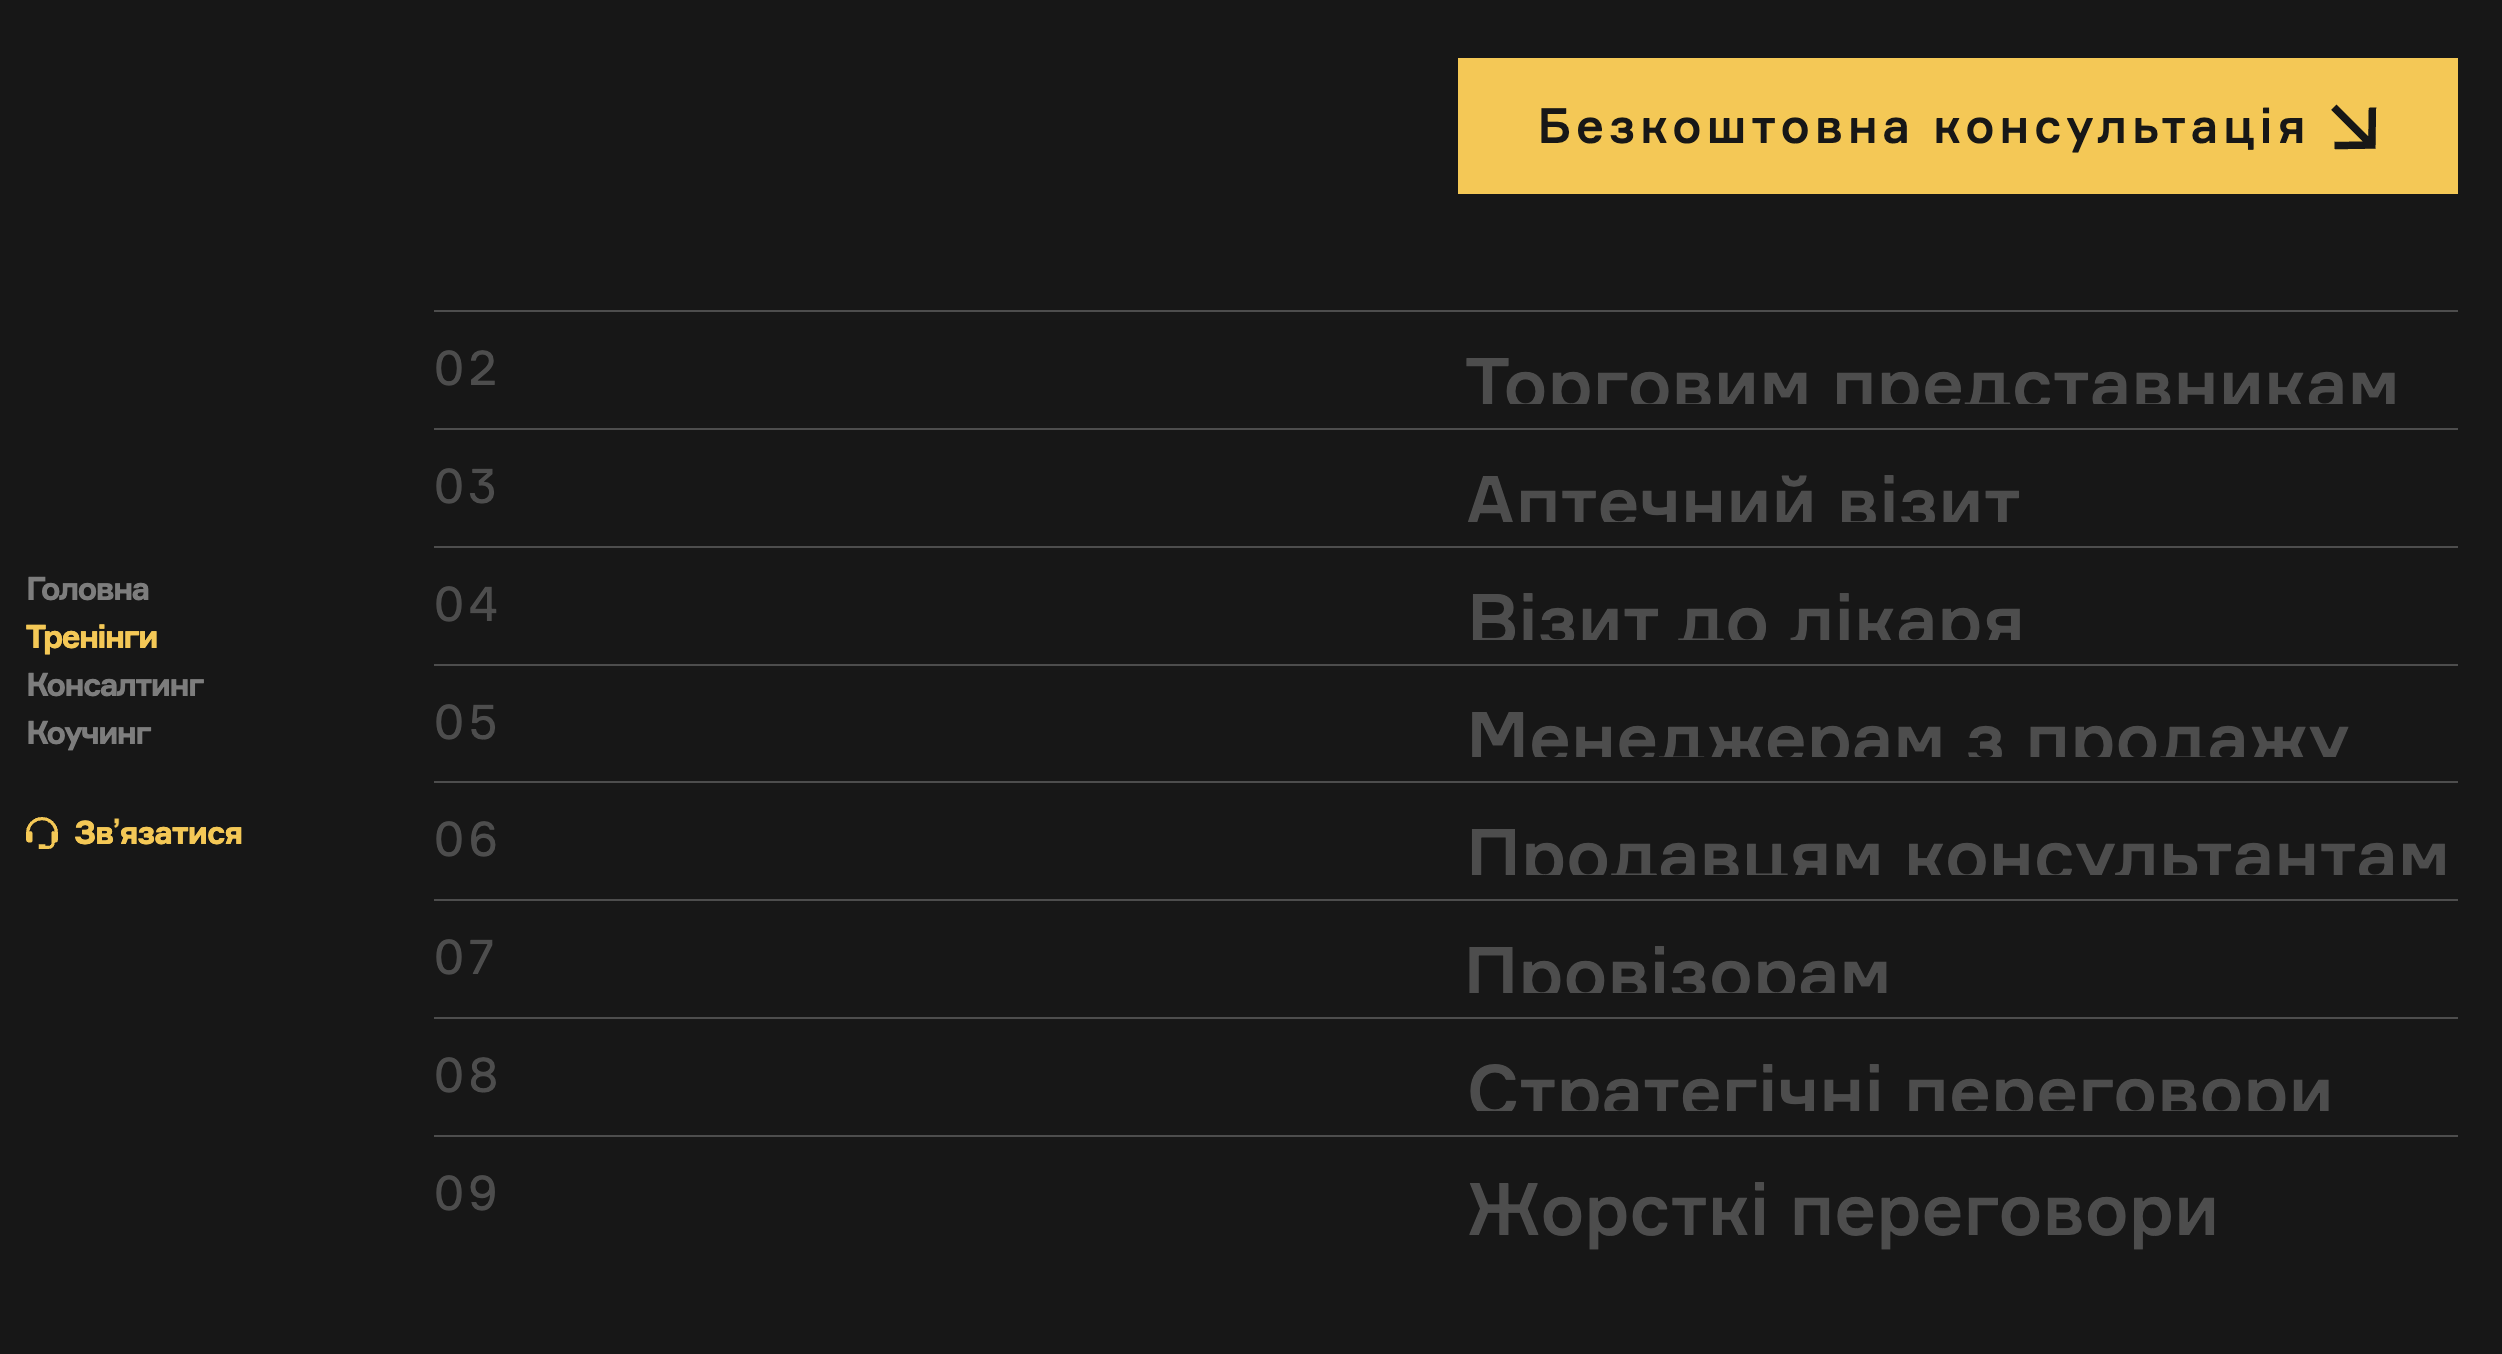 Безкоштовна консультація
02 Торговим представникам
03 Аптечний візит
04 Візит до лікаря
05 Менеджерам з продажу
06 Продавцям консультантам
07 Провізорам
08 Стратегічні переговори
09 Жорсткі переговори
Головна
Тренінги
Консалтинг
Коучинг
Зв’язатися